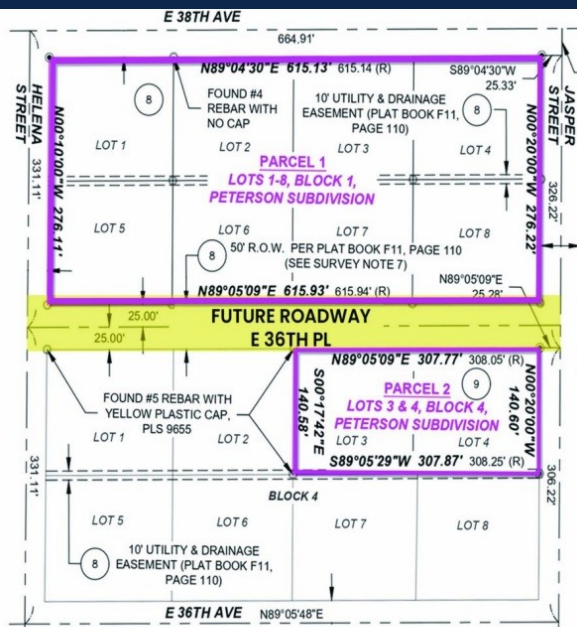 E 38TH AVE
664.91'
N89°04'30"E 615.13' 615.14 (R)
S89°04'30"W
25.33'
HELENA
STREET
JASPER
STREET
8
FOUND #4
REBAR WITH
NO CAP
10' UTILITY & DRAINAGE
EASEMENT (PLAT BOOK F11,
PAGE 110)
8
N00°10'00"W 276.11'
N00°20'00"W 276.22'
LOT 1
LOT 2
LOT 3
LOT 4
331.11'
326.22'
PARCEL 1
LOTS 1-8, BLOCK 1,
PETERSON SUBDIVISION
LOT 5
LOT 6
LOT 7
LOT 8
8
50' R.O.W. PER PLAT BOOK F11, PAGE 110
(SEE SURVEY NOTE 7)
N89°05'09"E
25.28'
N89°05'09"E 615.93' 615.94' (R)
25.00'
25.00'
FUTURE ROADWAY
E 36TH PL
N89°05'09"E 307.77' 308.05' (R)
FOUND #5 REBAR WITH
YELLOW PLASTIC CAP,
PLS 9655
S00°17'42"E
140.58'
PARCEL 2
9
LOTS 3 & 4, BLOCK 4,
PETERSON SUBDIVISION
N00°20'00"W
140.60'
LOT 1
LOT 2
LOT 3
LOT 4
S89°05'29"W 307.87' 308.25' (R)
331.11'
306.22'
BLOCK 4
LOT 5
LOT 6
LOT 7
LOT 8
8
10' UTILITY & DRAINAGE
EASEMENT (PLAT BOOK F11,
PAGE 110)
E 36TH AVE N89°05'48"E